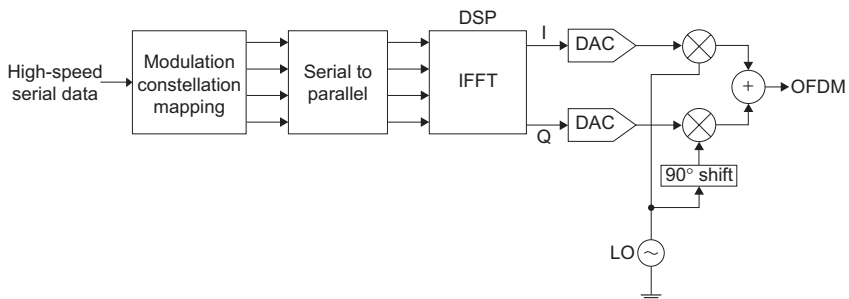 DSP
High-speed
serial data
Modulation
constellation
mapping
Serial to
parallel
IFFT
I
DAC
Q
DAC
+
OFDM
90° shift
LO
~